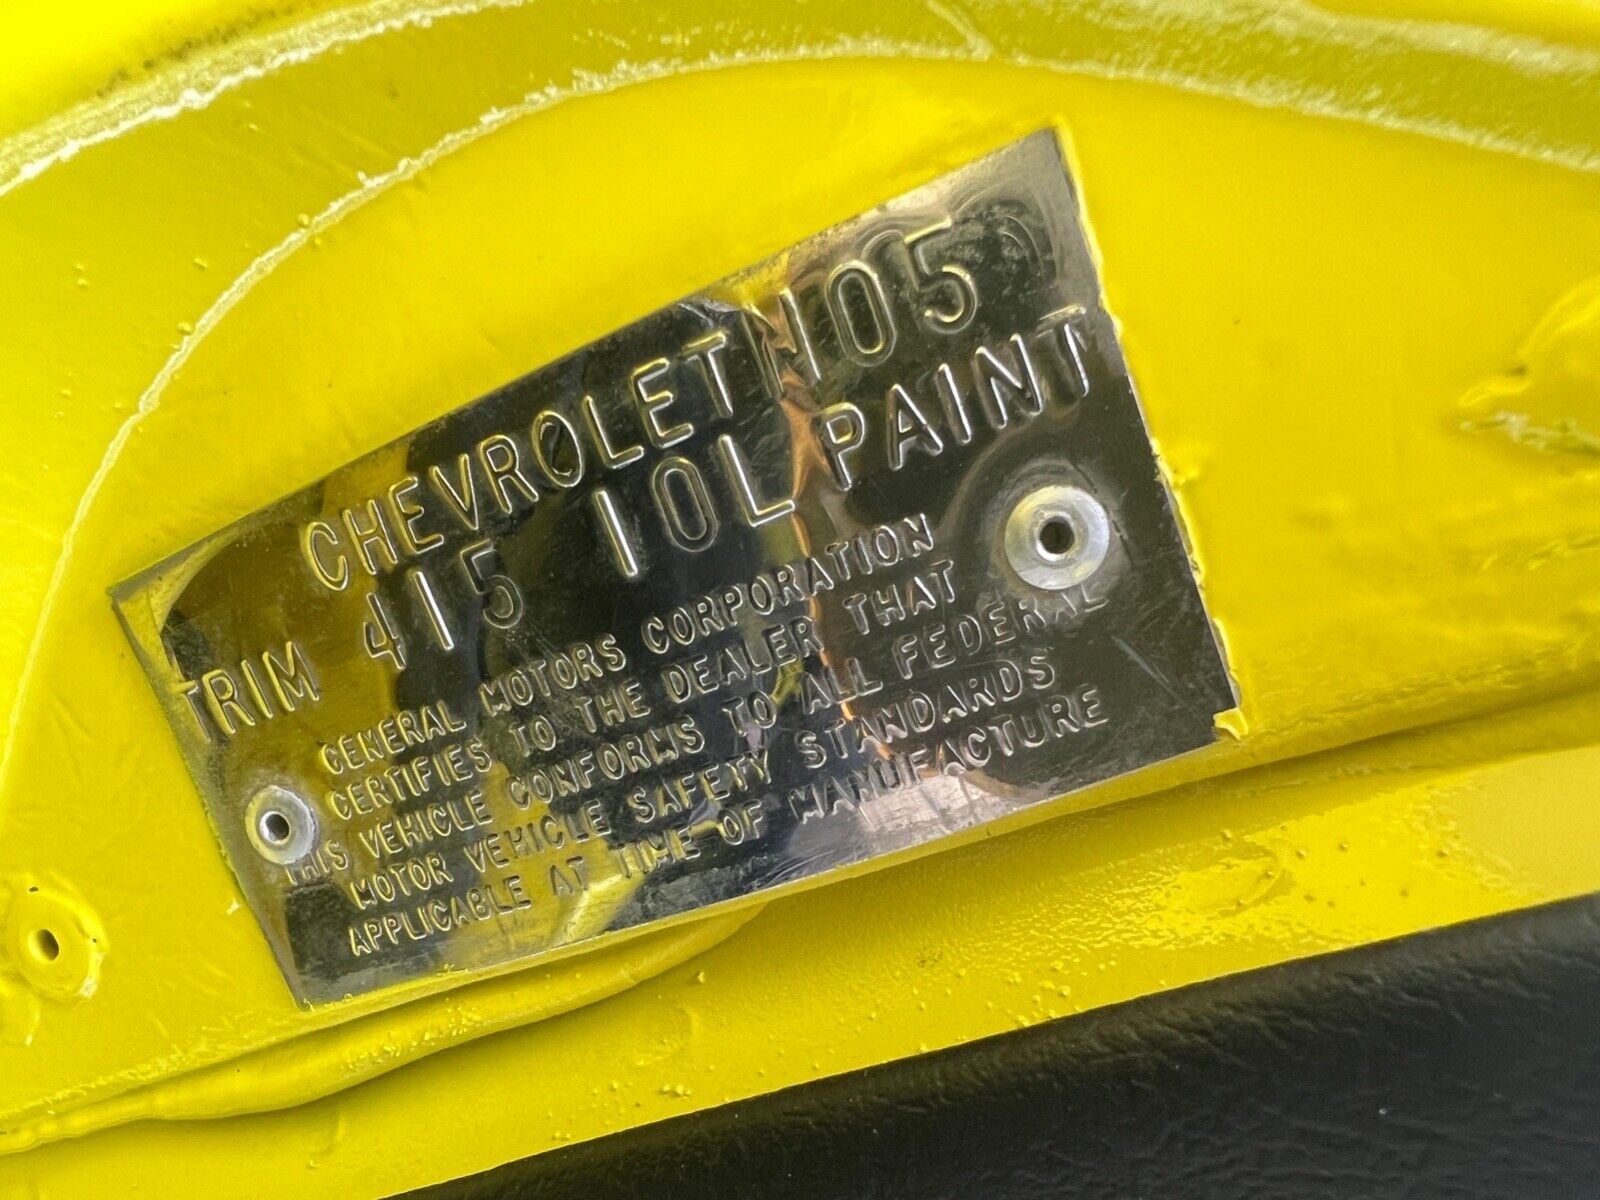 CHEVROLET N05
TRIM 415 10L PAINT
GENERAL MOTORS CORPORATION
CERTIFIES TO THE DEALER THAT
THIS VEHICLE CONFORMS TO ALL FEDERAL
MOTOR VEHICLE SAFETY STANDARDS
APPLICABLE AT TIME OF MANUFACTURE